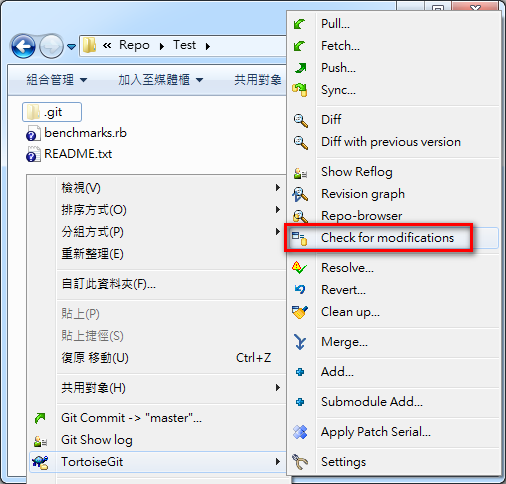 « Repo Test
組合管理 加入至媒體櫃 共用對象
.git
benchmarks.rb
README.txt
檢視(V)
排序方式(O)
分組方式(P)
重新整理(E)
自訂此資料夾(F)...
貼上(P)
貼上捷徑(S)
復原 移動(U) Ctrl+Z
共用對象(H)
Git Commit -> "master"...
Git Show log
TortoiseGit
Pull...
Fetch...
Push...
Sync...
Diff
Diff with previous version
Show Reflog
Revision graph
Repo-browser
Check for modifications
Resolve...
Revert...
Clean up...
Merge...
Add...
Submodule Add...
Apply Patch Serial...
Settings